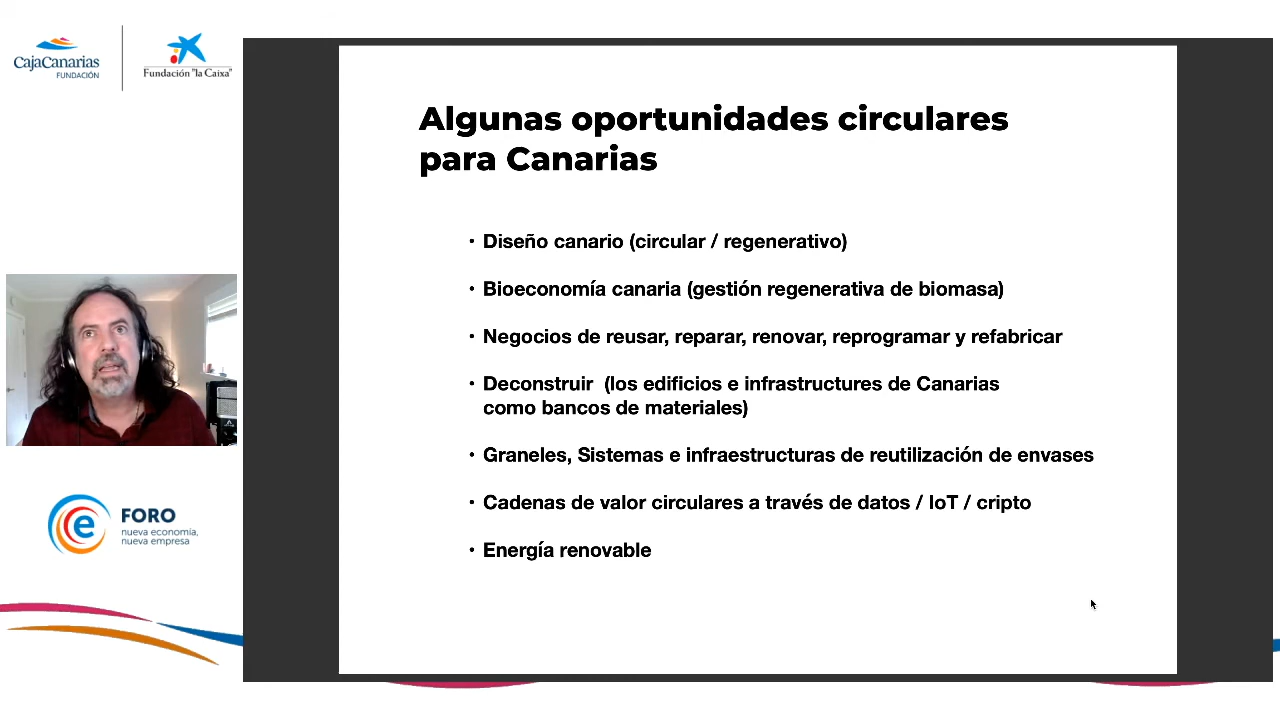 CajaCanarias
FUNDACIÓN
Fundación "la Caixa"
Algunas oportunidades circulares
para Canarias
• Diseño canario (circular / regenerativo)
• Bioeconomía canaria (gestión regenerativa de biomasa)
• Negocios de reusar, reparar, renovar, reprogramar y refabricar
• Deconstruir (los edificios e infrastructures de Canarias
como bancos de materiales)
• Graneles, Sistemas e infraestructuras de reutilización de envases
• Cadenas de valor circulares a través de datos / IoT / cripto
• Energía renovable
e
FORO
nueva economía,
nueva empresa